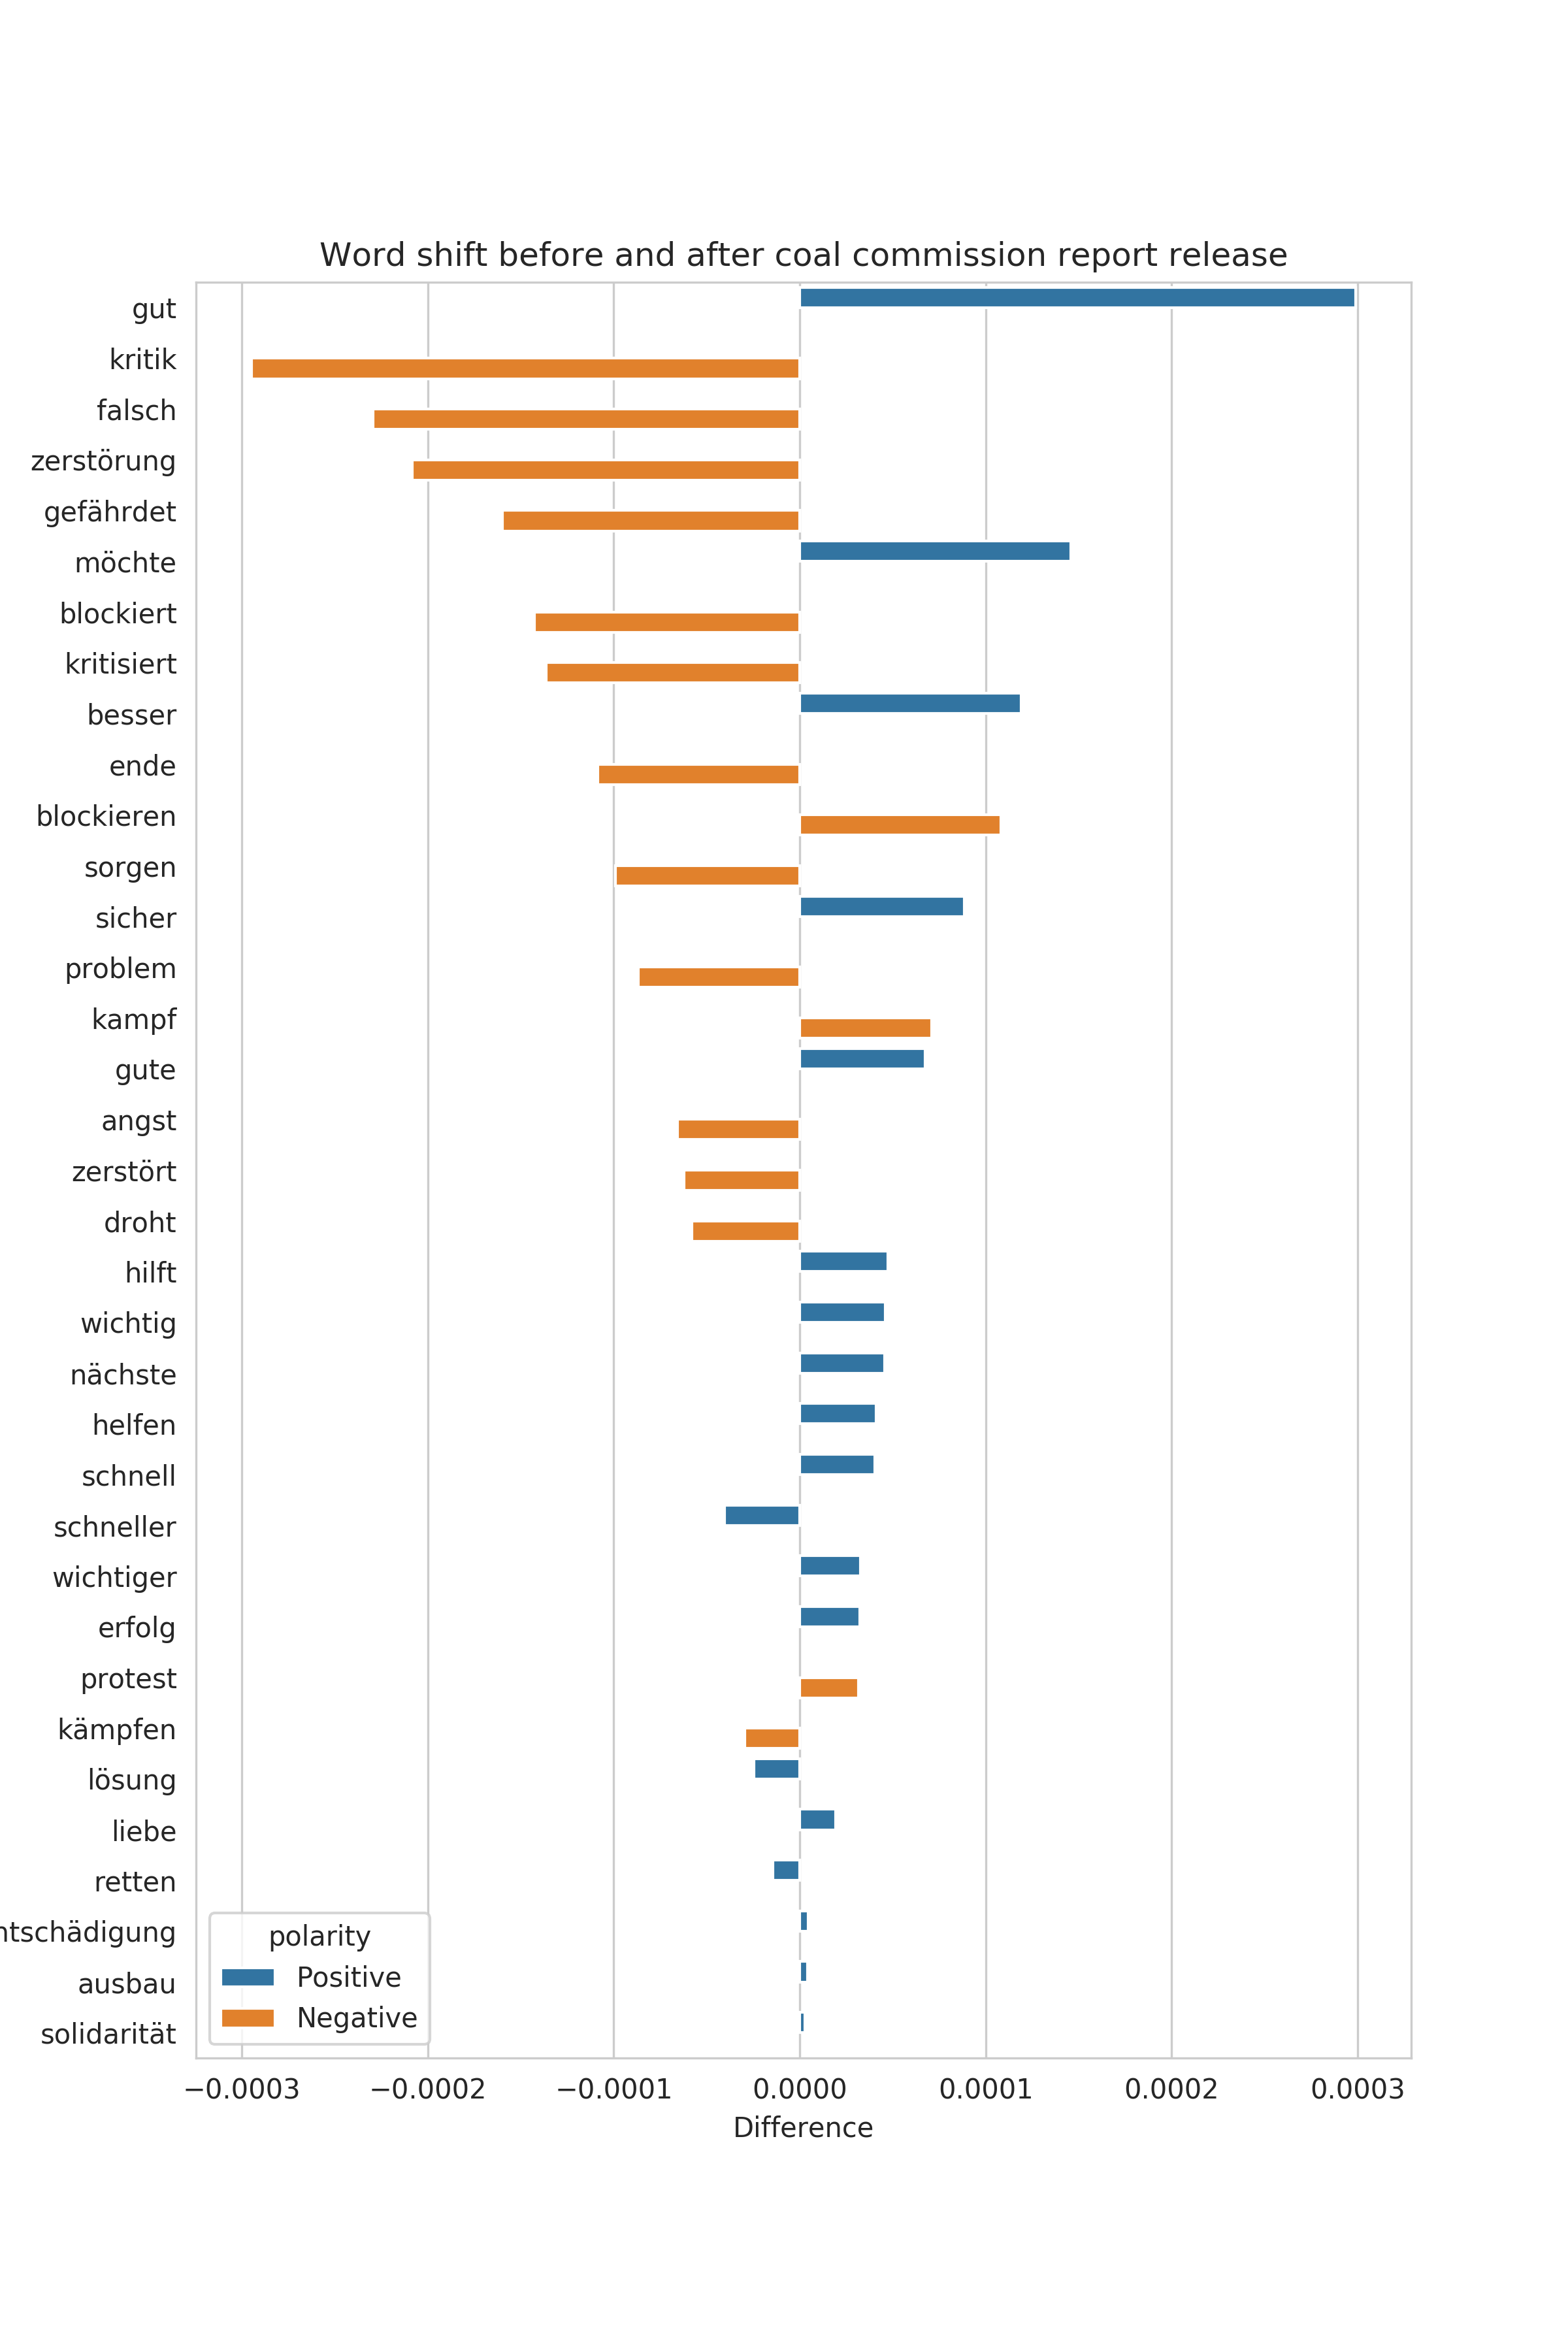 Word shift before and after coal commission report release
gut
kritik
falsch
zerstörung
gefährdet
möchte
blockiert
kritisiert
besser
ende
blockieren
sorgen
sicher
problem
kampf
gute
angst
zerstört
droht
hilft
wichtig
nächste
helfen
schnell
schneller
wichtiger
erfolg
protest
kämpfen
lösung
liebe
retten
ntschädigung
ausbau
solidarität
polarity
Positive
Negative
−0.0003 −0.0002 −0.0001 0.0000 0.0001 0.0002 0.0003
Difference